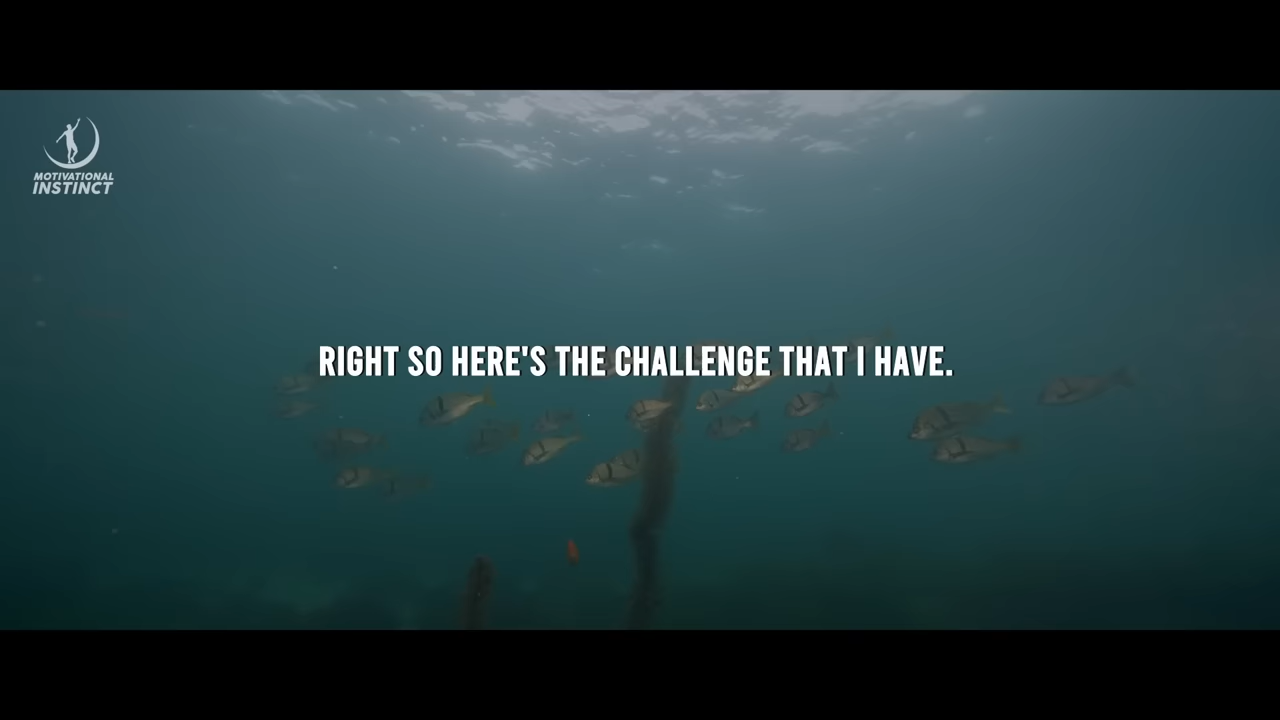 MOTIVATIONAL
INSTINCT
RIGHT SO HERE'S THE CHALLENGE THAT I HAVE.